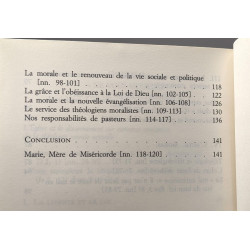 La morale et le renouveau de la vie sociale et politique
[nn. 98-101] . . . . . . . . . . . 118
La grâce et l'obéissance à la Loi de Dieu [nn. 102-105] . . 122
La morale et la nouvelle évangélisation [nn. 106-108] . . 126
Le service des théologiens moralistes [nn. 109-113] . . . 130
Nos responsabilités de pasteurs [nn. 114-117] . . . . 136
CONCLUSION . . . . . . . . . . . 141
Marie, Mère de Miséricorde [nn. 118-120] . . . . . 141